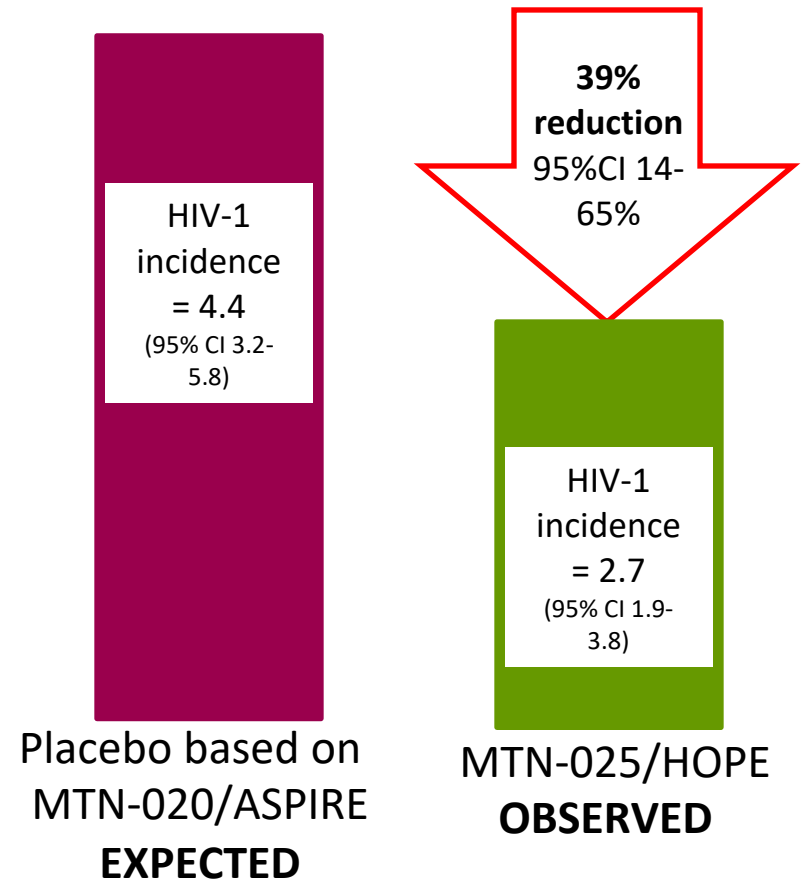 39%
reduction
95%CI 14-
65%
HIV-1
incidence
= 4.4
(95% CI 3.2-
5.8)
HIV-1
incidence
= 2.7
(95% CI 1.9-
3.8)
Placebo based on
MTN-020/ASPIRE
EXPECTED
MTN-025/HOPE
OBSERVED